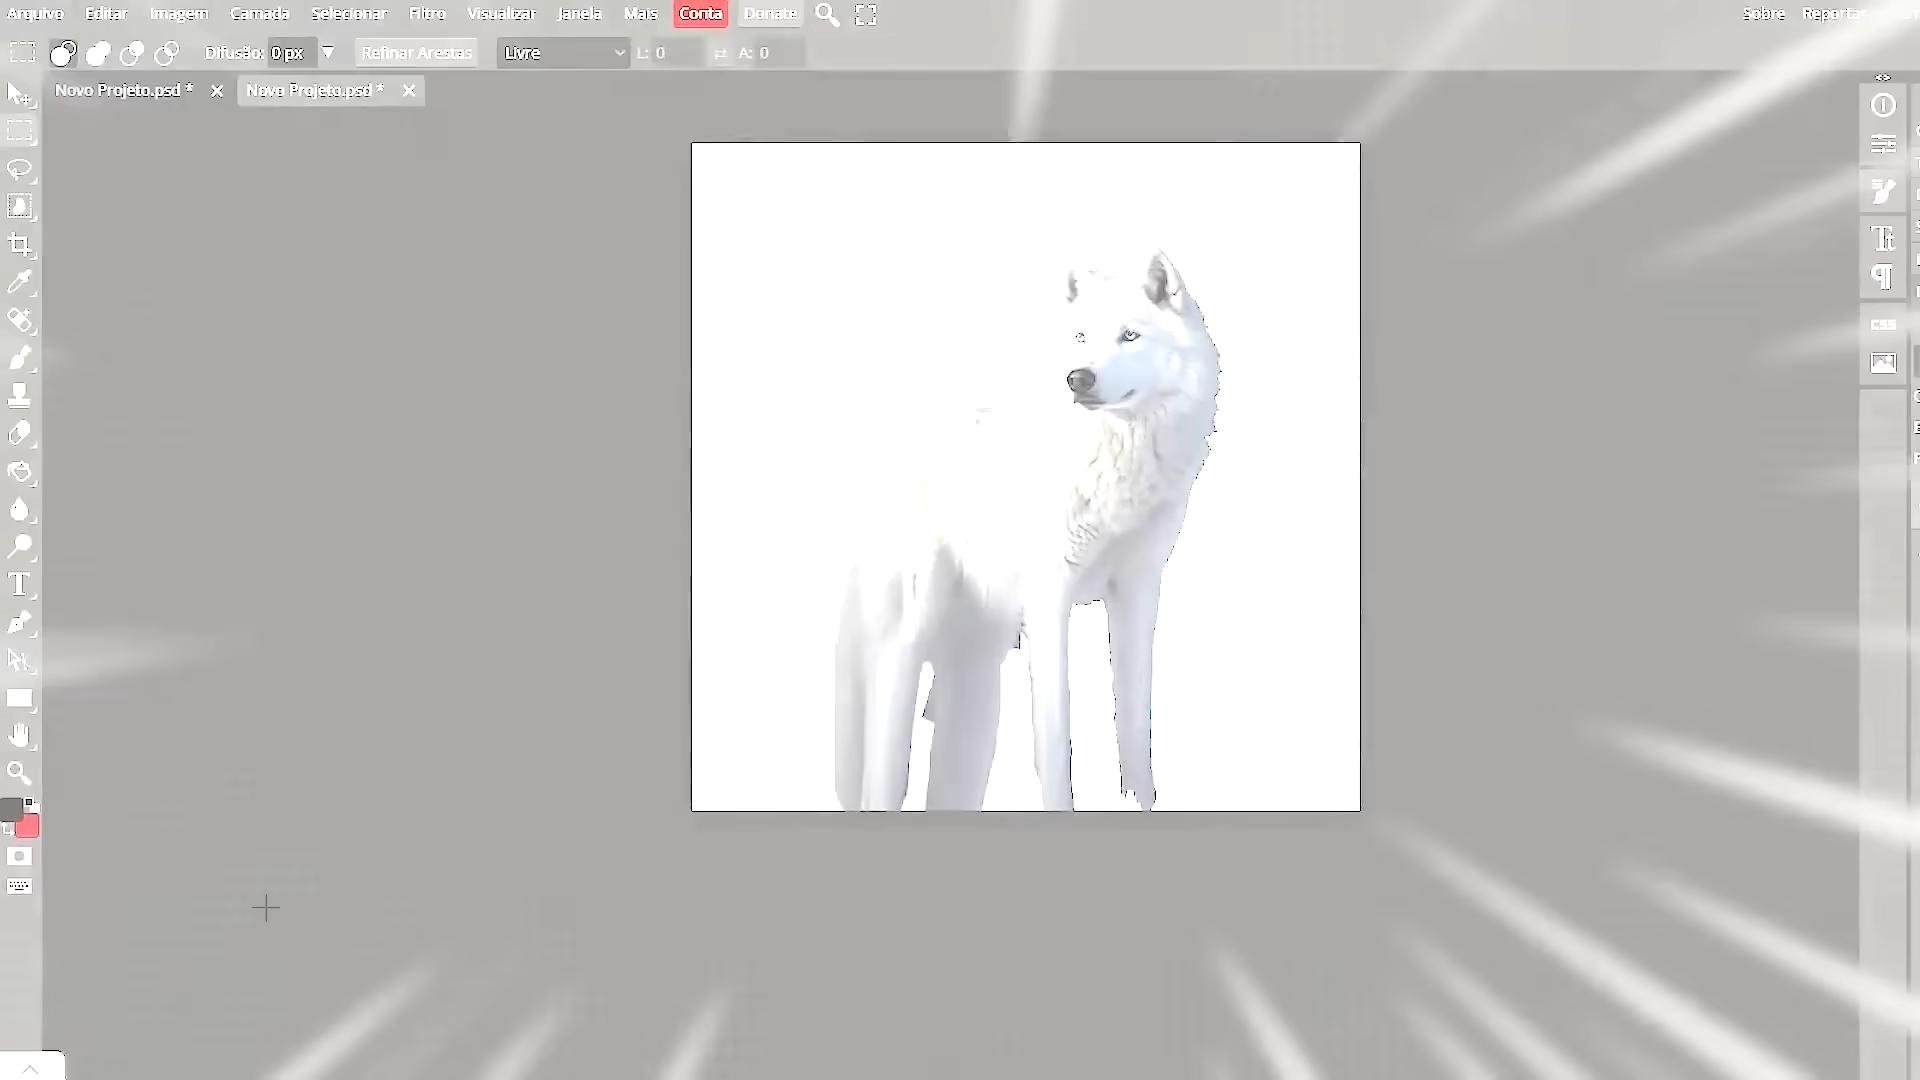 Arquivo Editar Imagem Camada Selecionar Filtro Visualizar Janela Mais Conta Donate Sobre Reportar
Difusão: 0 px Refinar Arestas Livre L: 0 A: 0
Novo Projeto.psd * Novo Projeto.psd *
CSS